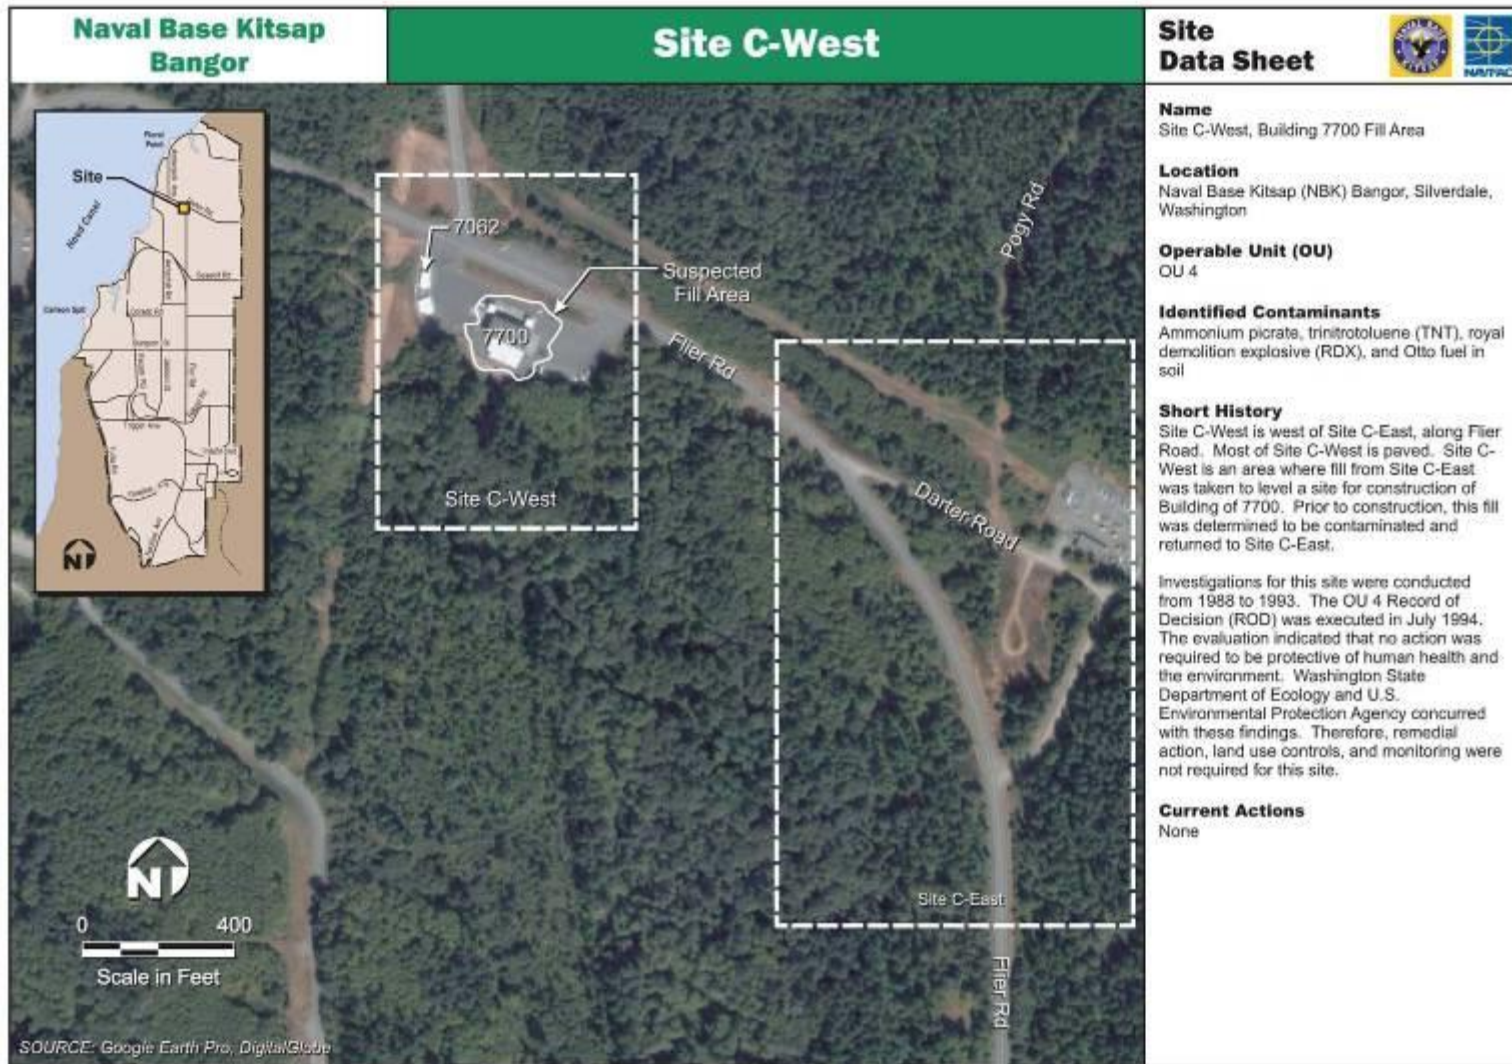 Naval Base Kitsap
Bangor
Site C-West
Site
Data Sheet
NAVFAC
Name
Site C-West, Building 7700 Fill Area
Location
Naval Base Kitsap (NBK) Bangor, Silverdale,
Washington
Operable Unit (OU)
OU 4
Identified Contaminants
Ammonium picrate, trinitrotoluene (TNT), royal
demolition explosive (RDX), and Otto fuel in
soil
Short History
Site C-West is west of Site C-East, along Flier
Road. Most of Site C-West is paved. Site C-
West is an area where fill from Site C-East
was taken to level a site for construction of
Building of 7700. Prior to construction, this fill
was determined to be contaminated and
returned to Site C-East.
Investigations for this site were conducted
from 1988 to 1993. The OU 4 Record of
Decision (ROD) was executed in July 1994.
The evaluation indicated that no action was
required to be protective of human health and
the environment. Washington State
Department of Ecology and U.S.
Environmental Protection Agency concurred
with these findings. Therefore, remedial
action, land use controls, and monitoring were
not required for this site.
Current Actions
None
Site
Hood Canal
N
7062
Suspected
Fill Area
7700
Flier Rd
Pogy Rd
Site C-West
Darter Road
Site C-East
Flier Rd
N
0 400
Scale in Feet
SOURCE: Google Earth Pro, DigitalGlobe